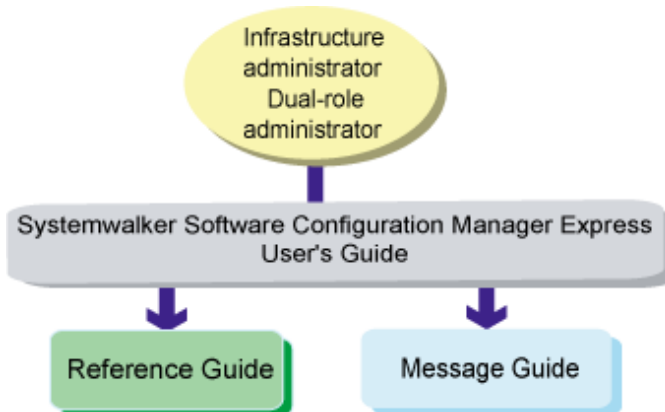 Infrastructure
administrator
Dual-role
administrator
Systemwalker Software Configuration Manager Express
User's Guide
Reference Guide
Message Guide